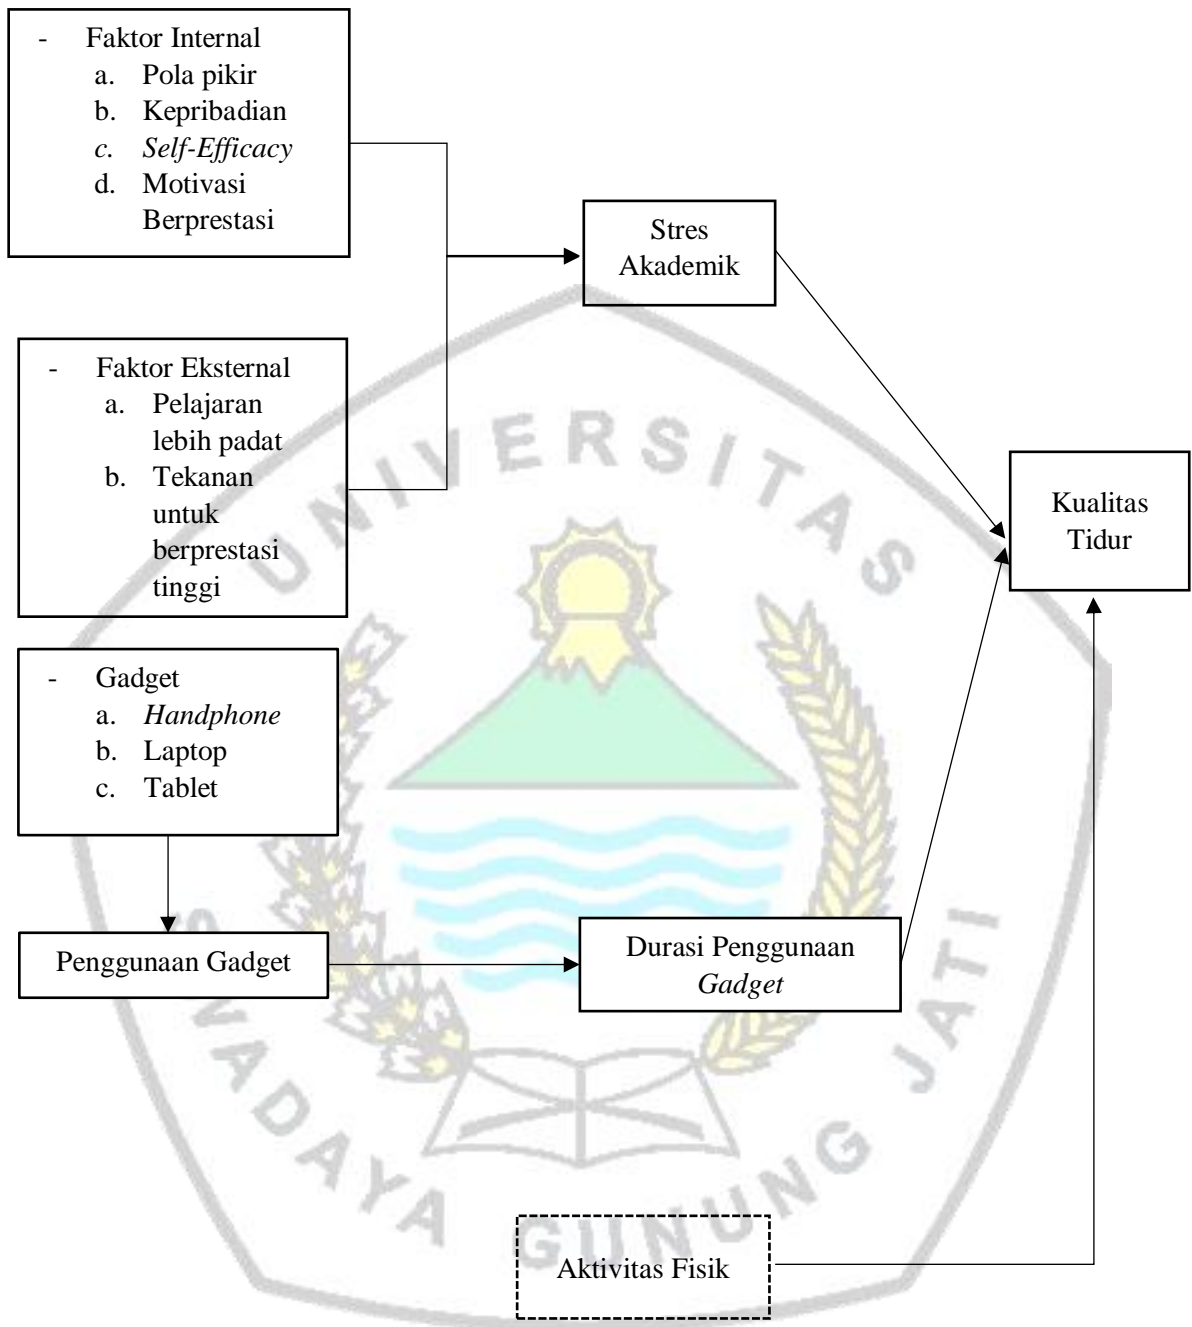 - Faktor Internal
a. Pola pikir
b. Kepribadian
c. Self-Efficacy
d. Motivasi
Berprestasi
Stres
Akademik
- Faktor Eksternal
a. Pelajaran
lebih padat
b. Tekanan
untuk
berprestasi
tinggi
Kualitas
Tidur
- Gadget
a. Handphone
b. Laptop
c. Tablet
Penggunaan Gadget
Durasi Penggunaan
Gadget
Aktivitas Fisik
UNIVERSITAS
WADAYA GUNUNG JATI